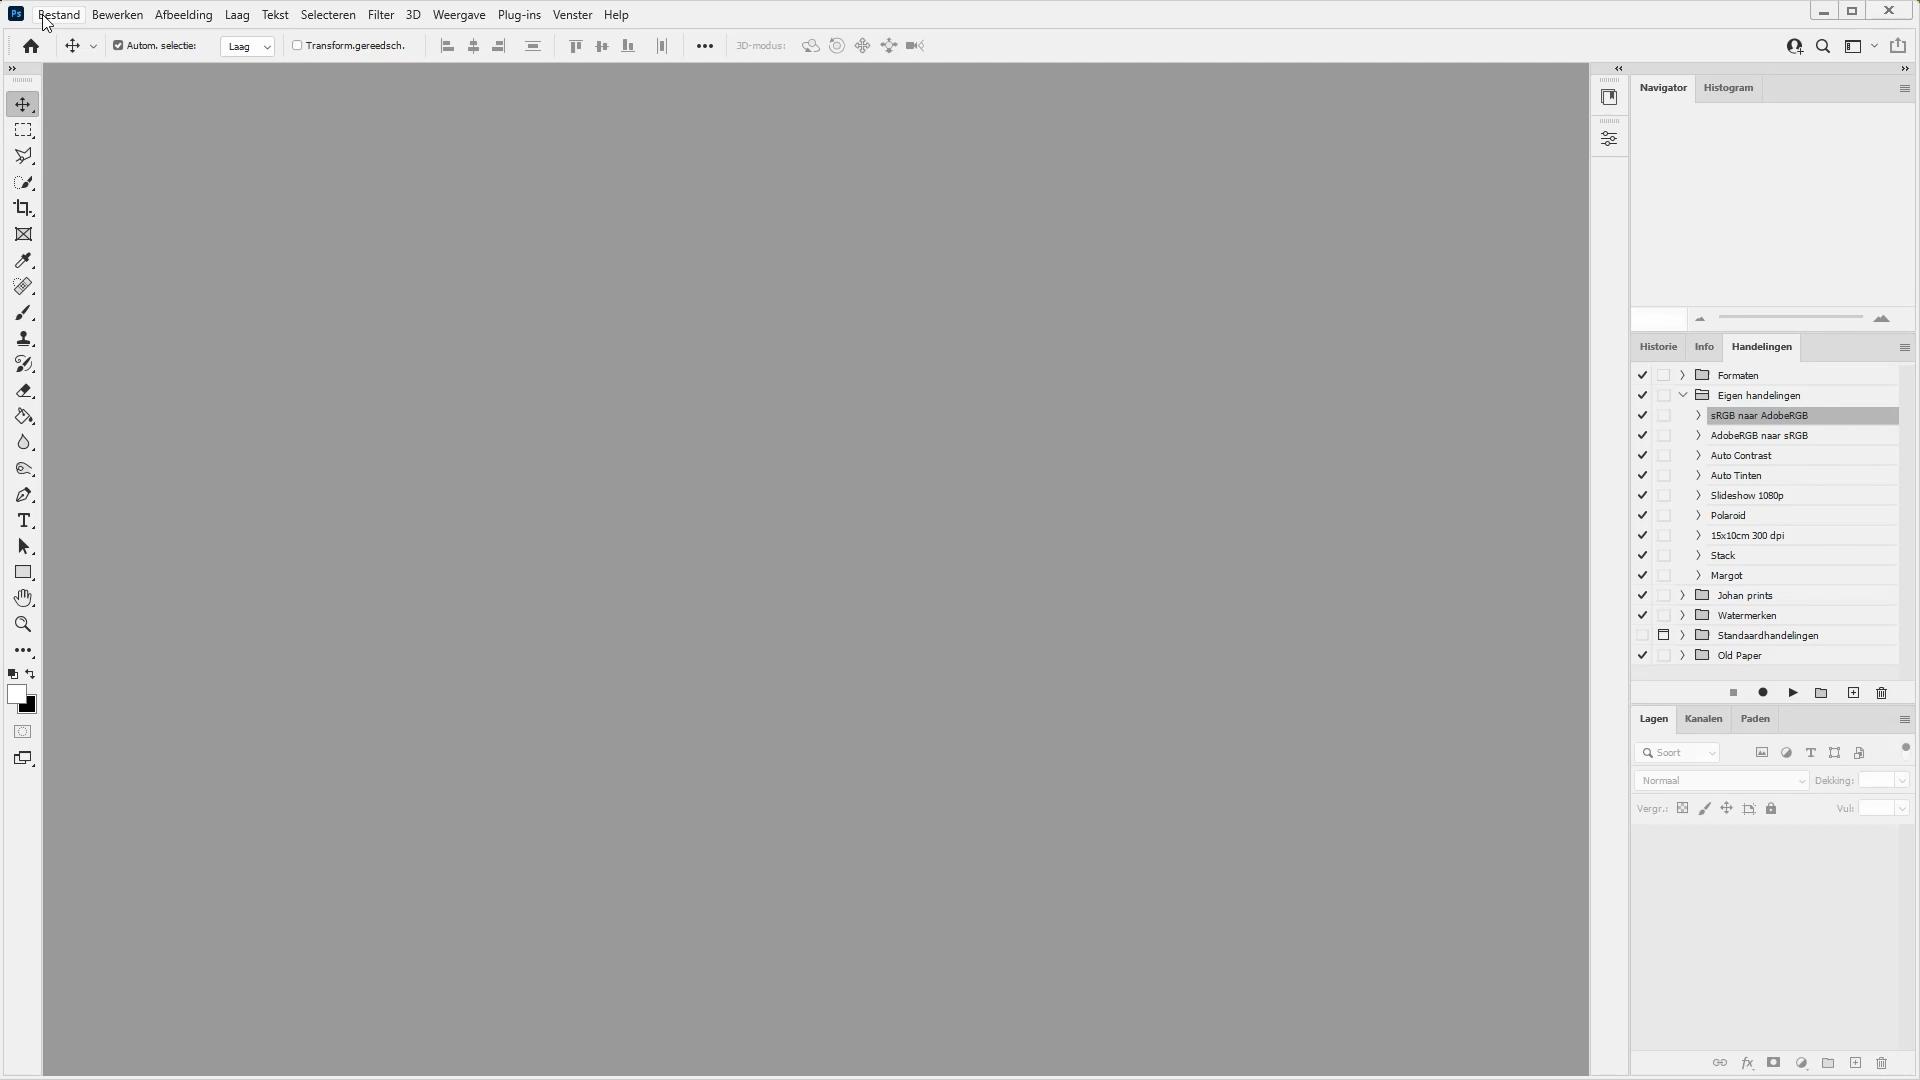 Ps Bestand Bewerken Afbeelding Laag Tekst Selecteren Filter 3D Weergave Plug-ins Venster Help
Autom. selectie: Laag Transform.gereedsch. 3D-modus:
Navigator Histogram
Historie Info Handelingen
Formaten
Eigen handelingen
sRGB naar AdobeRGB
AdobeRGB naar sRGB
Auto Contrast
Auto Tinten
Slideshow 1080p
Polaroid
15x10cm 300 dpi
Stack
Margot
Johan prints
Watermerken
Standaardhandelingen
Old Paper
Lagen Kanalen Paden
Soort
Normaal Dekking:
Vergr.: Vul: